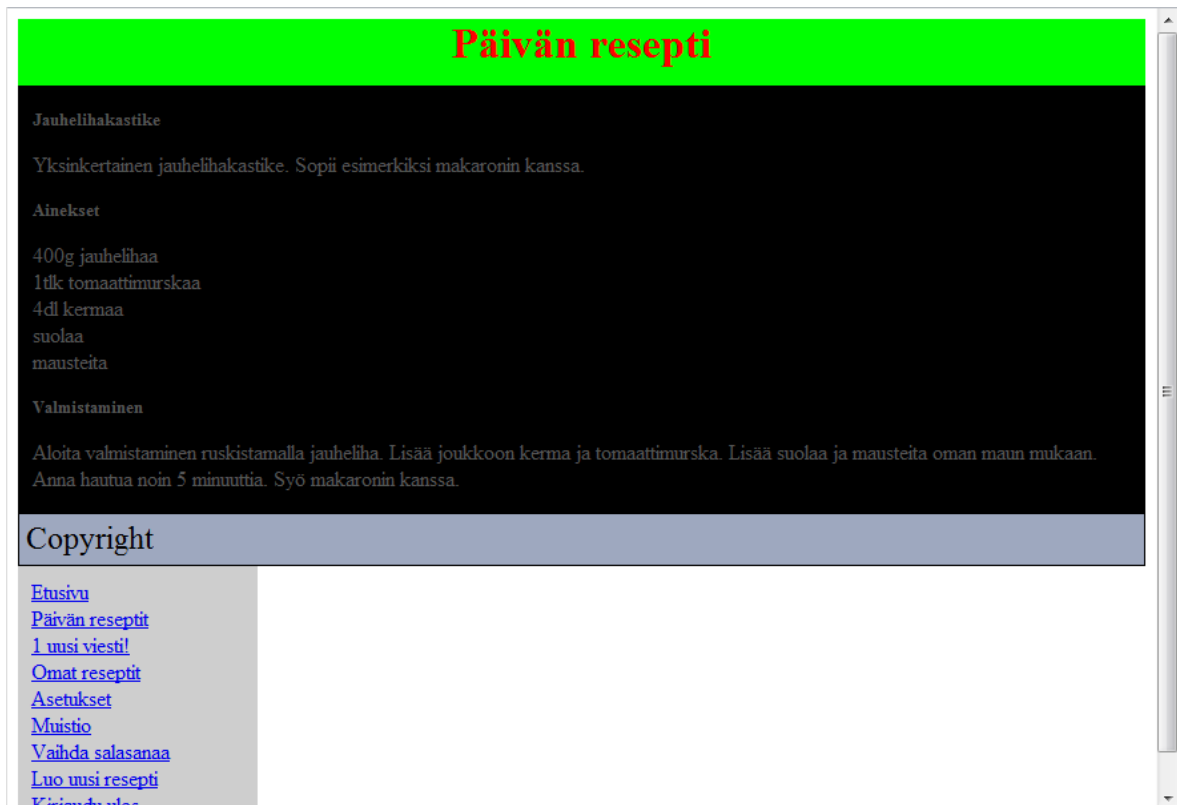 Päivän resepti
Jauhelihakastike
Yksinkertainen jauhelihakastike. Sopii esimerkiksi makaronin kanssa.
Ainekset
400g jauhelihaa
1tlk tomaattimurskaa
4dl kermaa
suolaa
mausteita
Valmistaminen
Aloita valmistaminen ruskistamalla jauheliha. Lisää joukkoon kerma ja tomaattimurska. Lisää suolaa ja mausteita oman maun mukaan.
Anna hautua noin 5 minuuttia. Syö makaronin kanssa.
Copyright
Etusivu
Päivän reseptit
1 uusi viesti!
Omat reseptit
Asetukset
Muistio
Vaihda salasanaa
Luo uusi resepti
Kirjaudu ulos